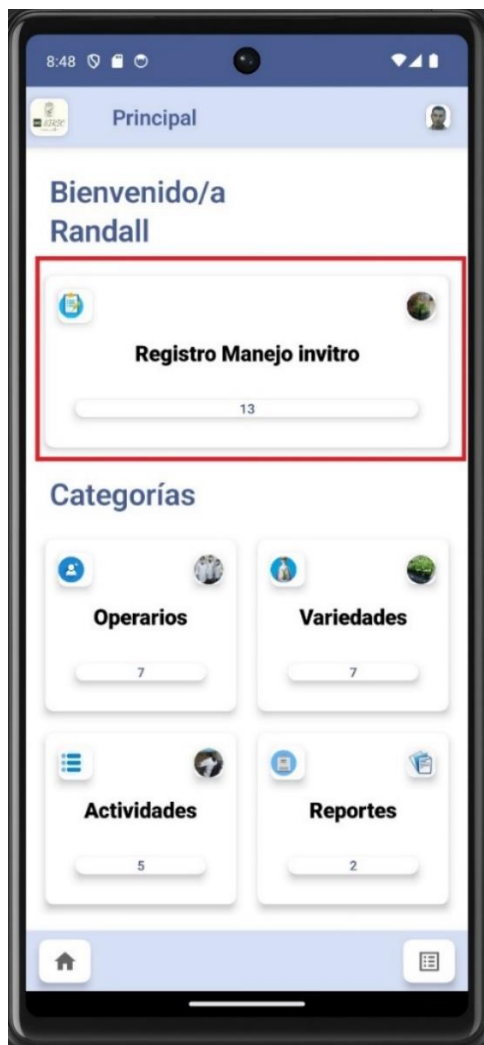 8:48
Principal
Bienvenido/a
Randall
Registro Manejo invitro
13
Categorías
Operarios
Variedades
7
7
Actividades
Reportes
5
2